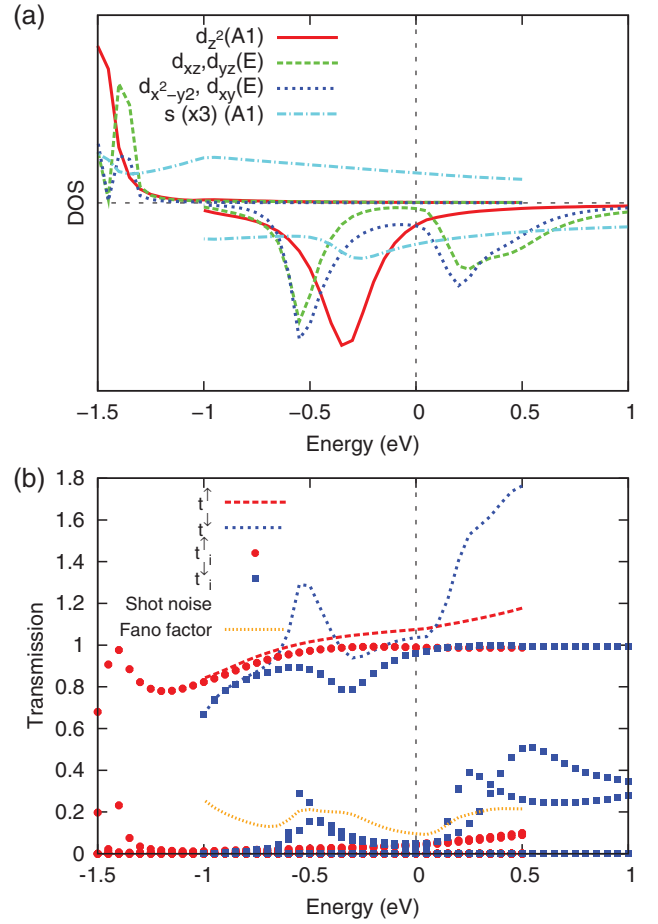 (a)
d_z²(A1)
d_xz,d_yz(E)
d_x²−y2, d_xy(E)
s (x3) (A1)
DOS
-1.5 -1 -0.5 0 0.5 1
Energy (eV)
(b)
1.8
1.6
1.4
1.2
1
0.8
0.6
0.4
0.2
0
t↑
t↓
t↑i
t↓i
Shot noise
Fano factor
Transmission
-1.5 -1 -0.5 0 0.5 1
Energy (eV)